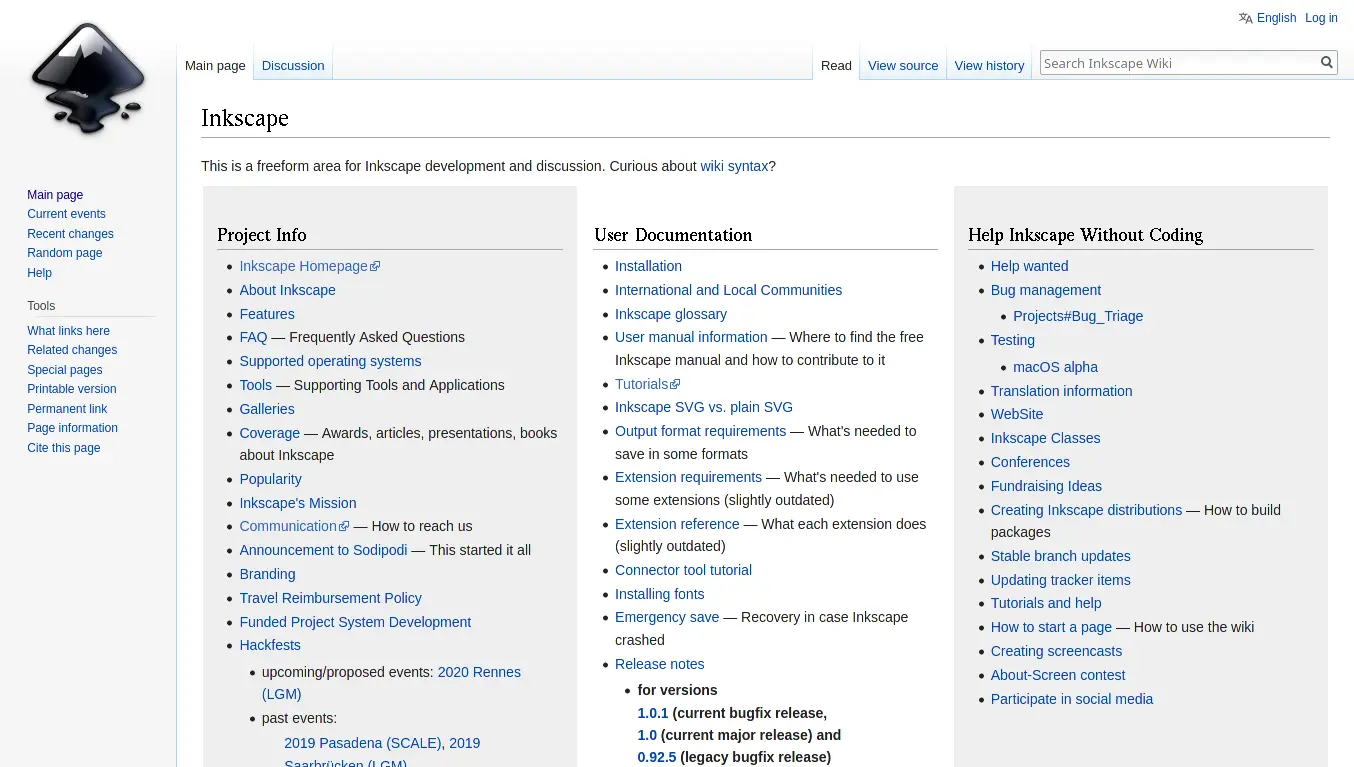 English Log in
Main page Discussion Read View source View history Search Inkscape Wiki
Main page
Current events
Recent changes
Random page
Help
Tools
What links here
Related changes
Special pages
Printable version
Permanent link
Page information
Cite this page
Inkscape
This is a freeform area for Inkscape development and discussion. Curious about wiki syntax?
Project Info
Inkscape Homepage
About Inkscape
Features
FAQ — Frequently Asked Questions
Supported operating systems
Tools — Supporting Tools and Applications
Galleries
Coverage — Awards, articles, presentations, books
about Inkscape
Popularity
Inkscape's Mission
Communication — How to reach us
Announcement to Sodipodi — This started it all
Branding
Travel Reimbursement Policy
Funded Project System Development
Hackfests
upcoming/proposed events: 2020 Rennes
(LGM)
past events:
2019 Pasadena (SCALE), 2019
Saarbrücken (LGM)
User Documentation
Installation
International and Local Communities
Inkscape glossary
User manual information — Where to find the free
Inkscape manual and how to contribute to it
Tutorials
Inkscape SVG vs. plain SVG
Output format requirements — What's needed to
save in some formats
Extension requirements — What's needed to use
some extensions (slightly outdated)
Extension reference — What each extension does
(slightly outdated)
Connector tool tutorial
Installing fonts
Emergency save — Recovery in case Inkscape
crashed
Release notes
for versions
1.0.1 (current bugfix release,
1.0 (current major release) and
0.92.5 (legacy bugfix release)
Help Inkscape Without Coding
Help wanted
Bug management
Projects#Bug_Triage
Testing
macOS alpha
Translation information
WebSite
Inkscape Classes
Conferences
Fundraising Ideas
Creating Inkscape distributions — How to build
packages
Stable branch updates
Updating tracker items
Tutorials and help
How to start a page — How to use the wiki
Creating screencasts
About-Screen contest
Participate in social media